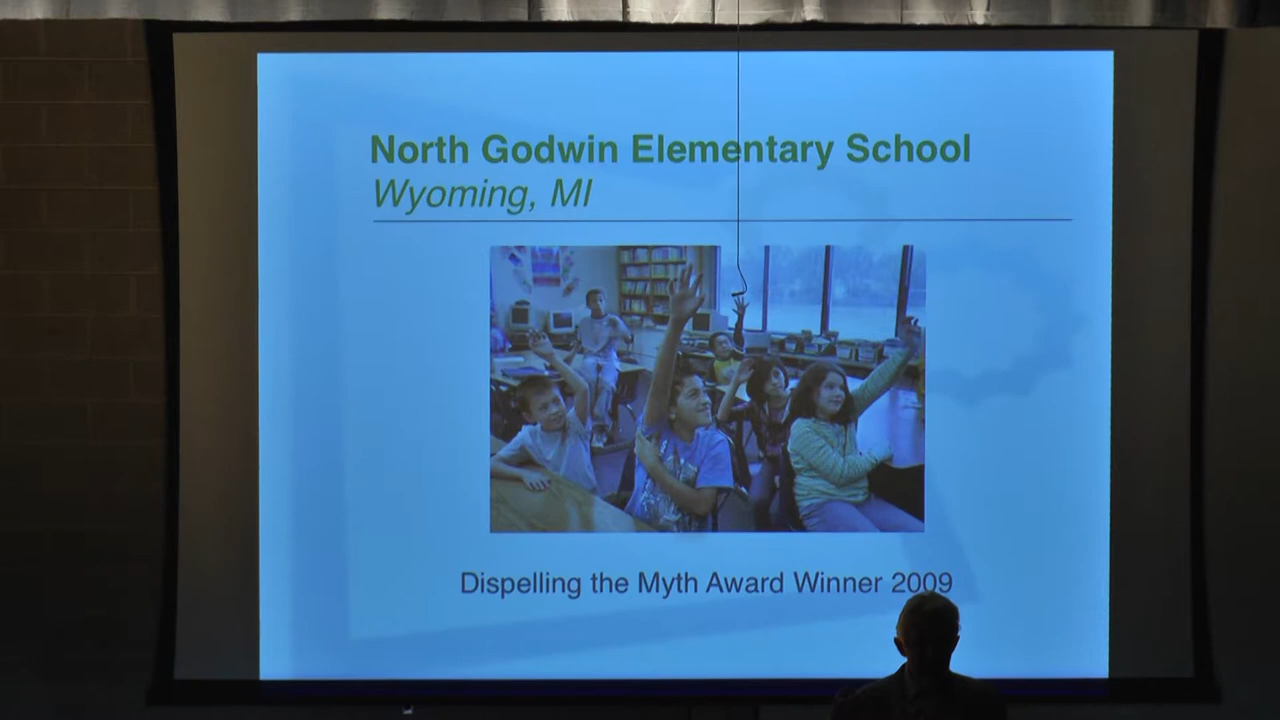 North Godwin Elementary School
Wyoming, MI
Dispelling the Myth Award Winner 2009